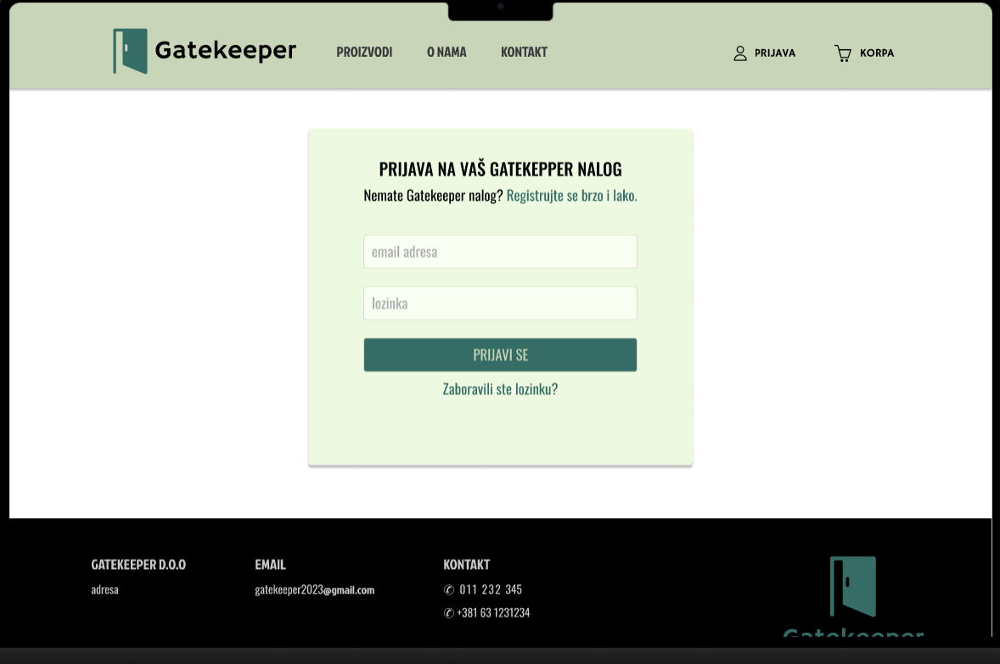 Gatekeeper
PROIZVODI O NAMA KONTAKT
PRIJAVA KORPA
PRIJAVA NA VAŠ GATEKEPPER NALOG
Nemate Gatekeeper nalog? Registrujte se brzo i lako.
email adresa
lozinka
PRIJAVI SE
Zaboravili ste lozinku?
GATEKEEPER D.O.O
adresa
EMAIL
gatekeeper2023@gmail.com
KONTAKT
✆ 011 232 345
✆ +381 63 1231234
Gatekeeper